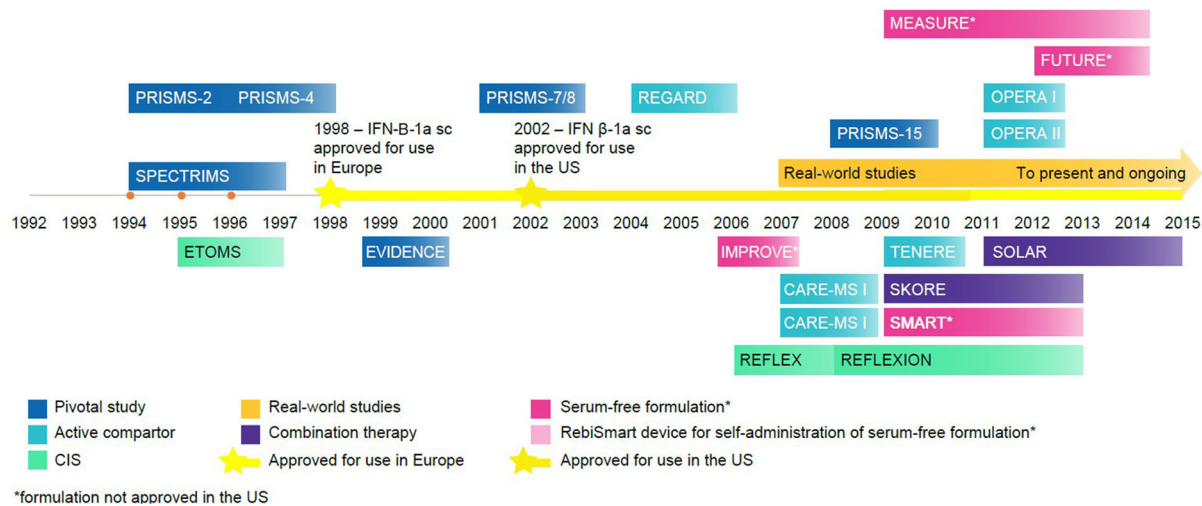 MEASURE*
FUTURE*
PRISMS-2 PRISMS-4
PRISMS-7/8
REGARD
OPERA I
1998 – IFN-B-1a sc
approved for use
in Europe
2002 – IFN β-1a sc
approved for use
in the US
PRISMS-15
OPERA II
SPECTRIMS
Real-world studies
To present and ongoing
1992 1993 1994 1995 1996 1997 1998 1999 2000 2001 2002 2003 2004 2005 2006 2007 2008 2009 2010 2011 2012 2013 2014 2015
ETOMS
EVIDENCE
IMPROVE*
TENERE
SOLAR
CARE-MS I
SKORE
CARE-MS I
SMART*
REFLEX
REFLEXION
Pivotal study
Real-world studies
Serum-free formulation*
Active compartor
Combination therapy
RebiSmart device for self-administration of serum-free formulation*
CIS
Approved for use in Europe
Approved for use in the US
*formulation not approved in the US